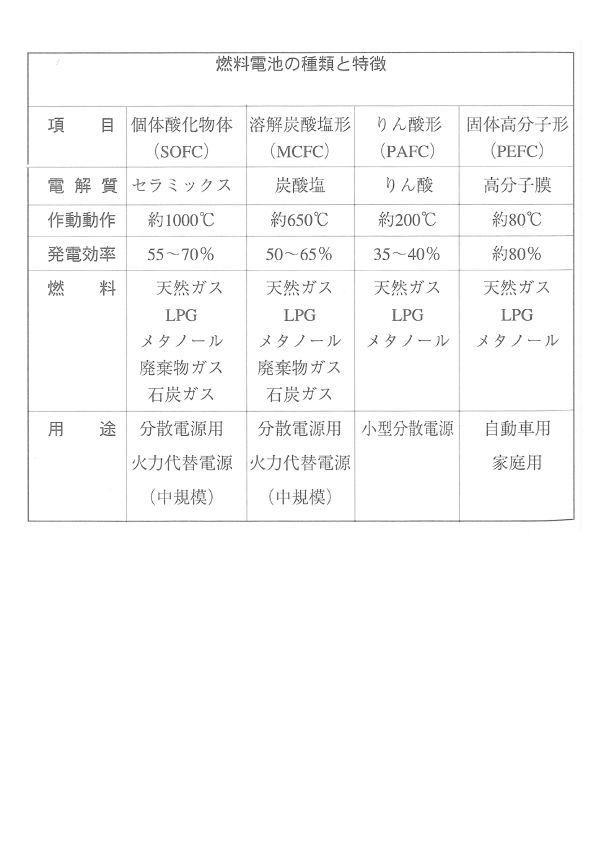 燃料電池の種類と特徴
項　目 個体酸化物体 溶解炭酸塩形 りん酸形 固体高分子形
（SOFC） （MCFC） （PAFC） （PEFC）
電解質 セラミックス 炭酸塩 りん酸 高分子膜
作動動作 約1000℃ 約650℃ 約200℃ 約80℃
発電効率 55～70％ 50～65％ 35～40％ 約80％
燃　料 天然ガス 天然ガス 天然ガス 天然ガス
LPG LPG LPG LPG
メタノール メタノール メタノール メタノール
廃棄物ガス 廃棄物ガス
石炭ガス 石炭ガス
用　途 分散電源用 分散電源用 小型分散電源 自動車用
火力代替電源 火力代替電源 家庭用
（中規模） （中規模）